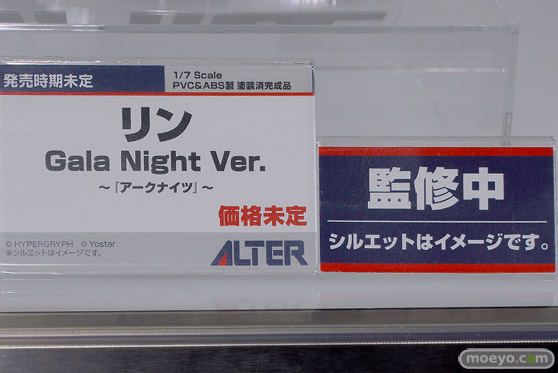 発売時期未定
1/7 Scale
PVC&ABS製 塗装済完成品
リン
Gala Night Ver.
～『アークナイツ』～
価格未定
© HYPERGRYPH © Yostar
※シルエットはイメージです。
ALTER
監修中
シルエットはイメージです。
moeyo.com